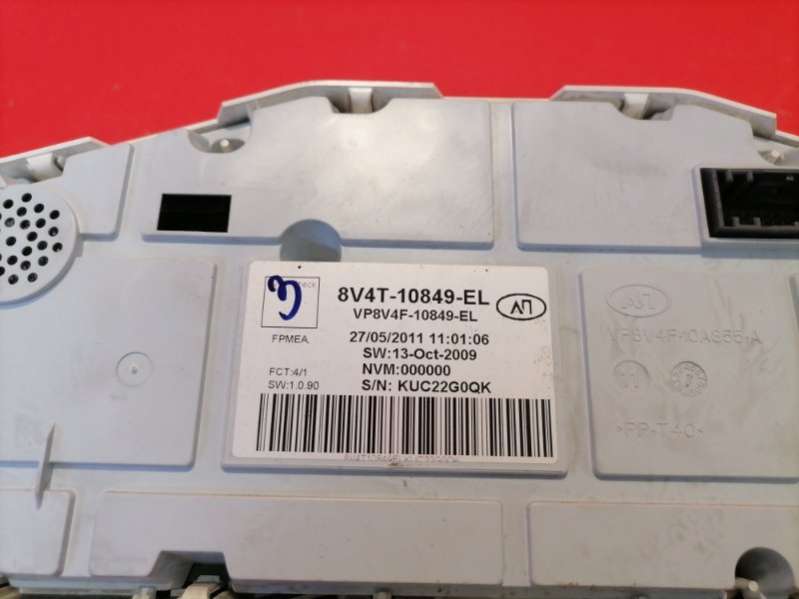 8V4T-10849-EL
VP8V4F-10849-EL
FPMEA
27/05/2011 11:01:06
SW:13-Oct-2009
FCT:4/1
NVM:000000
SW:1.0.90
S/N: KUC22G0QK
>PP-T40<